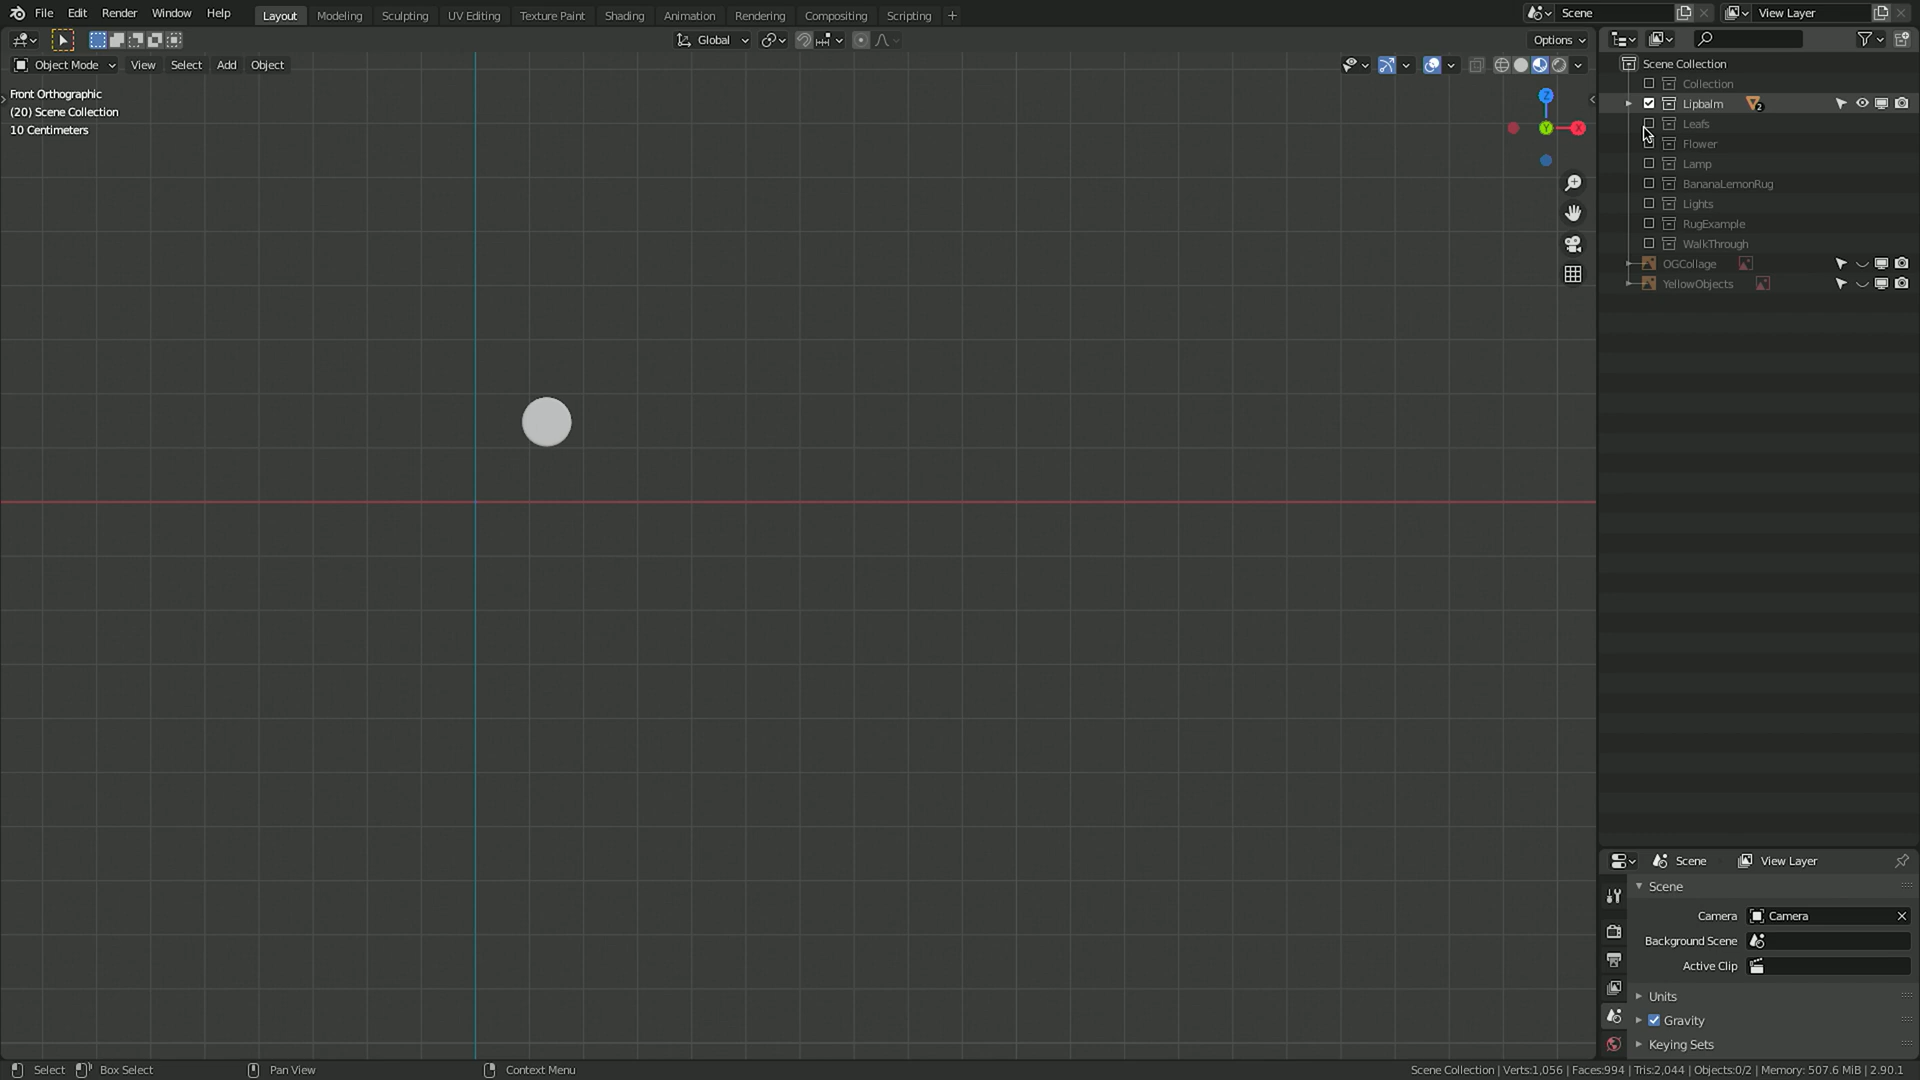 File Edit Render Window Help Layout Modeling Sculpting UV Editing Texture Paint Shading Animation Rendering Compositing Scripting + Scene View Layer
Global Options
Object Mode View Select Add Object
Front Orthographic
(20) Scene Collection
10 Centimeters
Z
Y
X
Scene Collection
Collection
Lipbalm 2
Leafs
Flower
Lamp
BananaLemonRug
Lights
RugExample
WalkThrough
OGCollage
YellowObjects
Scene View Layer
Scene
Camera Camera
Background Scene
Active Clip
Units
Gravity
Keying Sets
Select Box Select Pan View Context Menu Scene Collection | Verts:1,056 | Faces:994 | Tris:2,044 | Objects:0/2 | Memory: 507.6 MiB | 2.90.1